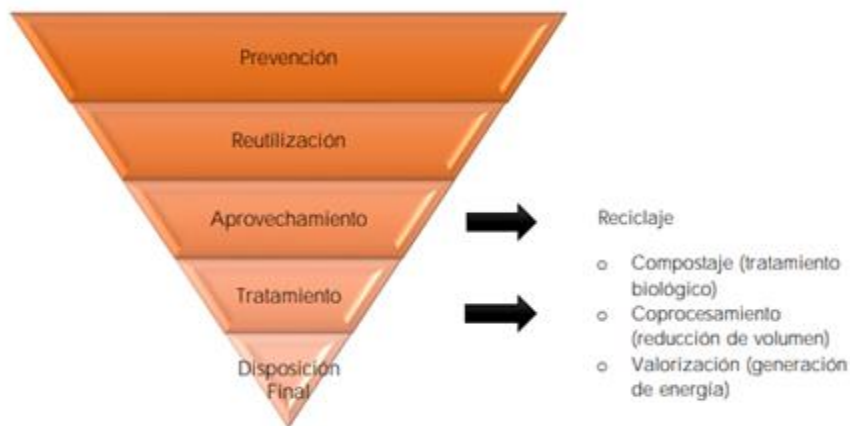 Prevención
Reutilización
Aprovechamiento
Reciclaje
Tratamiento
o Compostaje (tratamiento
biológico)
o Coprocesamiento
(reducción de volumen)
o Valorización (generación
de energía)
Disposición
Final